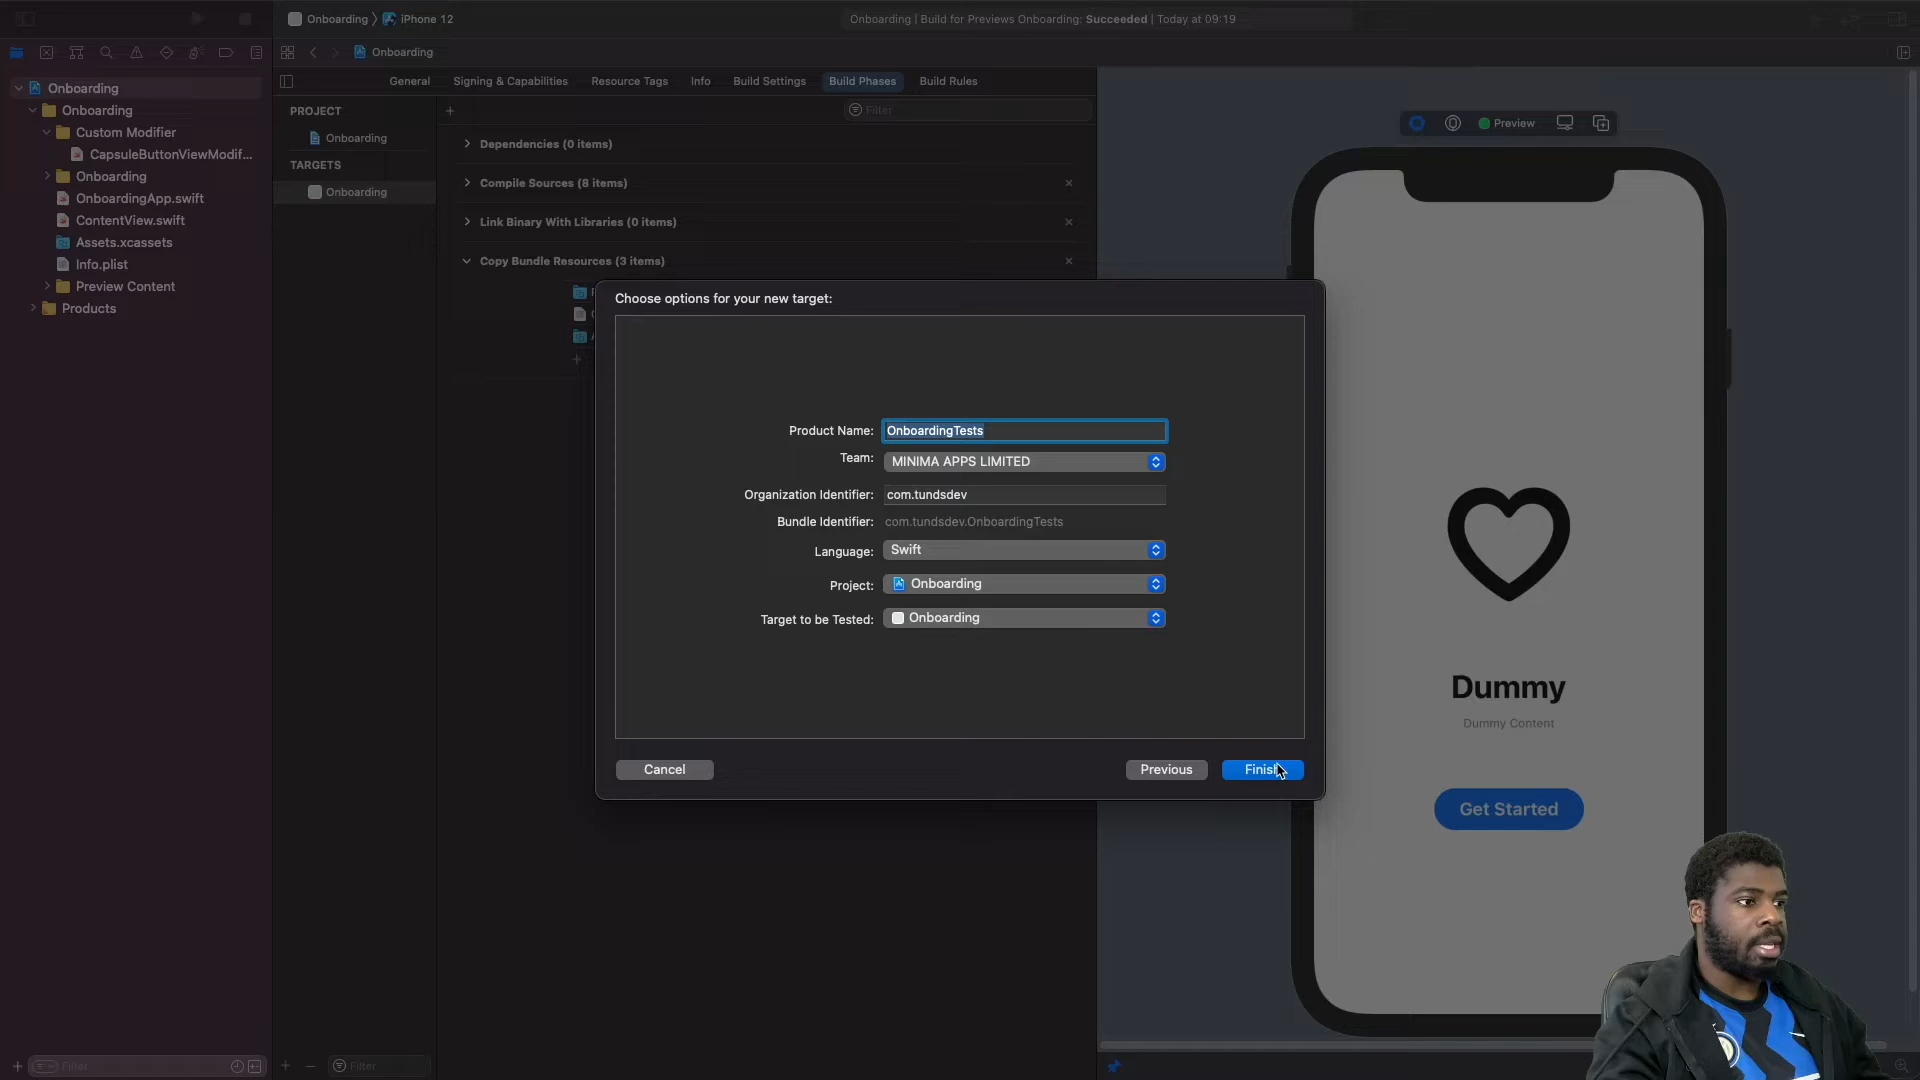 Onboarding
iPhone 12
Onboarding | Build for Previews Onboarding: Succeeded | Today at 09:19
Onboarding
Onboarding
Onboarding
Custom Modifier
CapsuleButtonViewModif...
Onboarding
OnboardingApp.swift
ContentView.swift
Assets.xcassets
Info.plist
Preview Content
Products
Filter
General
Signing & Capabilities
Resource Tags
Info
Build Settings
Build Phases
Build Rules
PROJECT
Onboarding
TARGETS
Onboarding
Filter
Filter
Dependencies (0 items)
Compile Sources (8 items)
Link Binary With Libraries (0 items)
Copy Bundle Resources (3 items)
Choose options for your new target:
Product Name: OnboardingTests
Team: MINIMA APPS LIMITED
Organization Identifier: com.tundsdev
Bundle Identifier: com.tundsdev.OnboardingTests
Language: Swift
Project: Onboarding
Target to be Tested: Onboarding
Cancel
Previous
Finish
Preview
Dummy
Dummy Content
Get Started